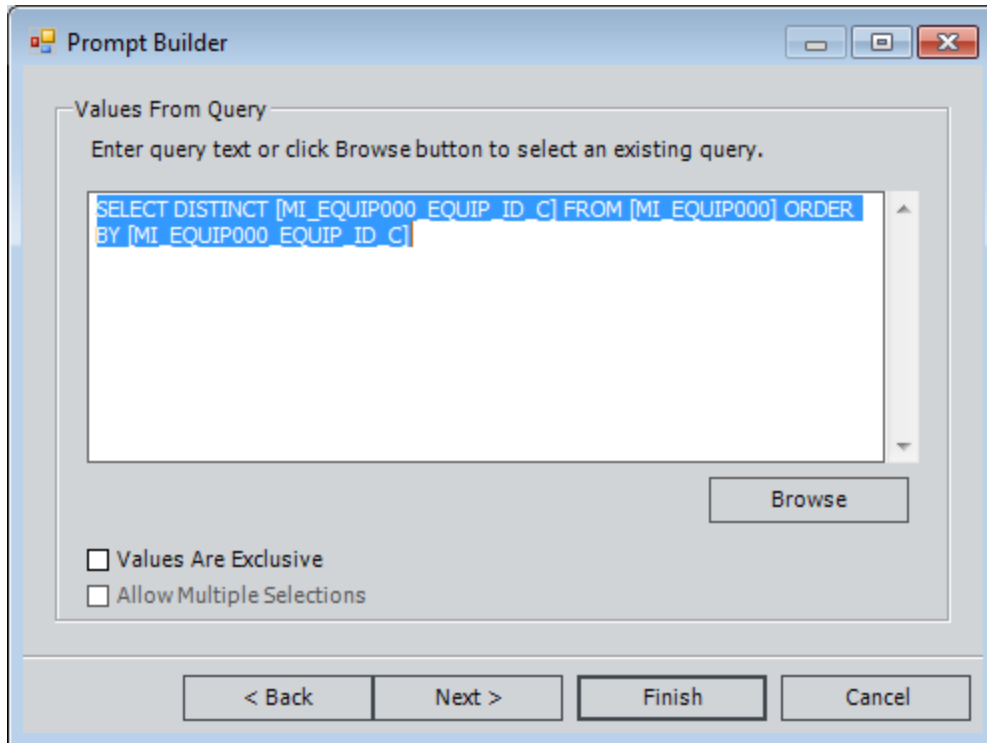 Prompt Builder
Values From Query
Enter query text or click Browse button to select an existing query.
SELECT DISTINCT [MI_EQUIP000_EQUIP_ID_C] FROM [MI_EQUIP000] ORDER
BY [MI_EQUIP000_EQUIP_ID_C]
Browse
Values Are Exclusive
Allow Multiple Selections
< Back Next > Finish Cancel